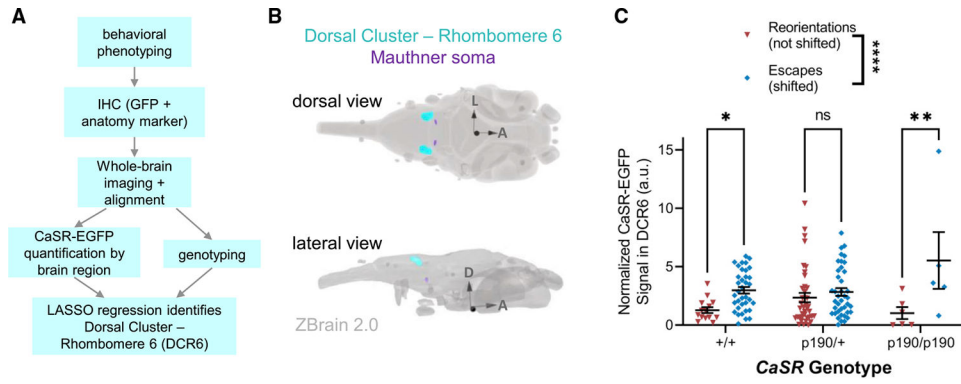 A
behavioral
phenotyping
IHC (GFP +
anatomy marker)
Whole-brain
imaging +
alignment
CaSR-EGFP
quantification by
brain region
genotyping
LASSO regression identifies
Dorsal Cluster –
Rhombomere 6 (DCR6)
B
Dorsal Cluster – Rhombomere 6
Mauthner soma
dorsal view
L
A
lateral view
D
A
ZBrain 2.0
C
Reorientations
(not shifted)
Escapes
(shifted)
****
*
ns
**
Normalized CaSR-EGFP
Signal in DCR6 (a.u.)
15
10
5
0
+/+
p190/+
p190/p190
CaSR Genotype